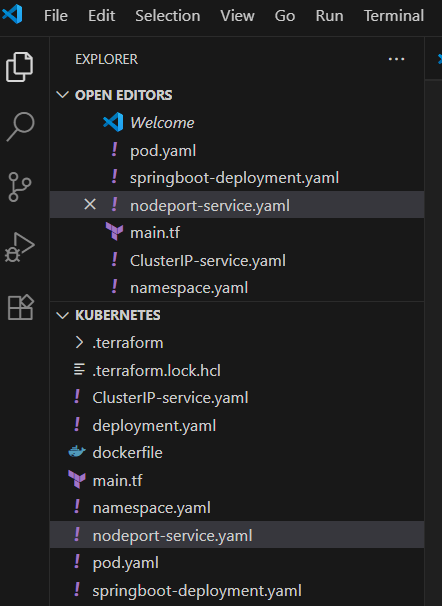 File Edit Selection View Go Run Terminal
EXPLORER
OPEN EDITORS
Welcome
pod.yaml
springboot-deployment.yaml
nodeport-service.yaml
main.tf
ClusterIP-service.yaml
namespace.yaml
KUBERNETES
.terraform
.terraform.lock.hcl
ClusterIP-service.yaml
deployment.yaml
dockerfile
main.tf
namespace.yaml
nodeport-service.yaml
pod.yaml
springboot-deployment.yaml